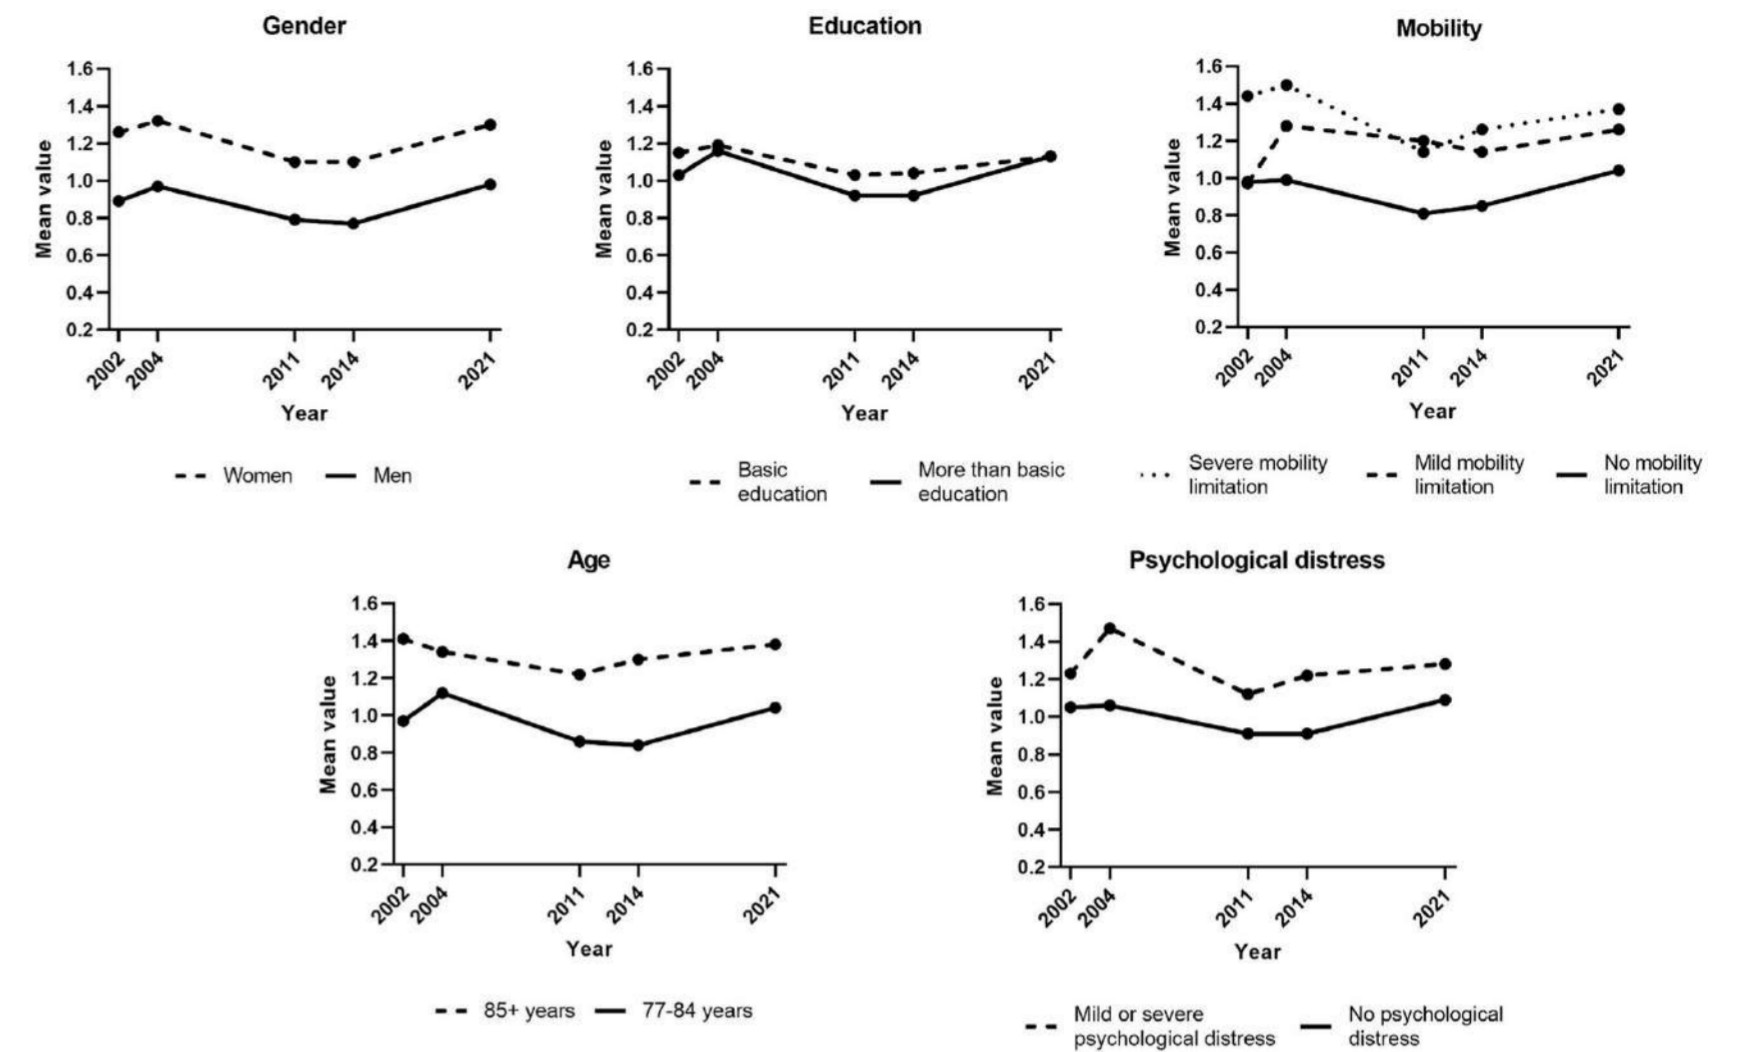 Gender
Mean value
1.6
1.4
1.2
1.0
0.8
0.6
0.4
0.2
2002
2004
2011
2014
2021
Year
Women
Men
Education
Mean value
1.6
1.4
1.2
1.0
0.8
0.6
0.4
0.2
2002
2004
2011
2014
2021
Year
Basic
education
More than basic
education
Mobility
Mean value
1.6
1.4
1.2
1.0
0.8
0.6
0.4
0.2
2002
2004
2011
2014
2021
Year
Severe mobility
limitation
Mild mobility
limitation
No mobility
limitation
Age
Mean value
1.6
1.4
1.2
1.0
0.8
0.6
0.4
0.2
2002
2004
2011
2014
2021
Year
85+ years
77-84 years
Psychological distress
Mean value
1.6
1.4
1.2
1.0
0.8
0.6
0.4
0.2
2002
2004
2011
2014
2021
Year
Mild or severe
psychological distress
No psychological
distress